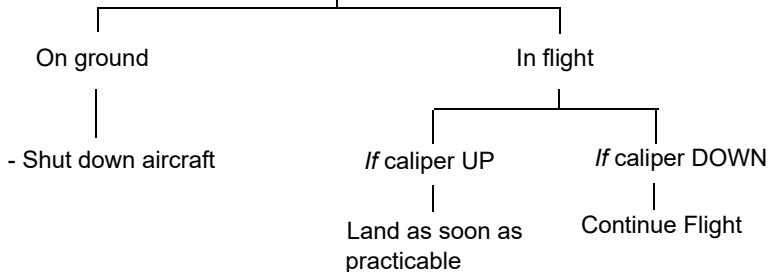 On ground
In flight
- Shut down aircraft
If caliper UP
If caliper DOWN
Land as soon as
practicable
Continue Flight